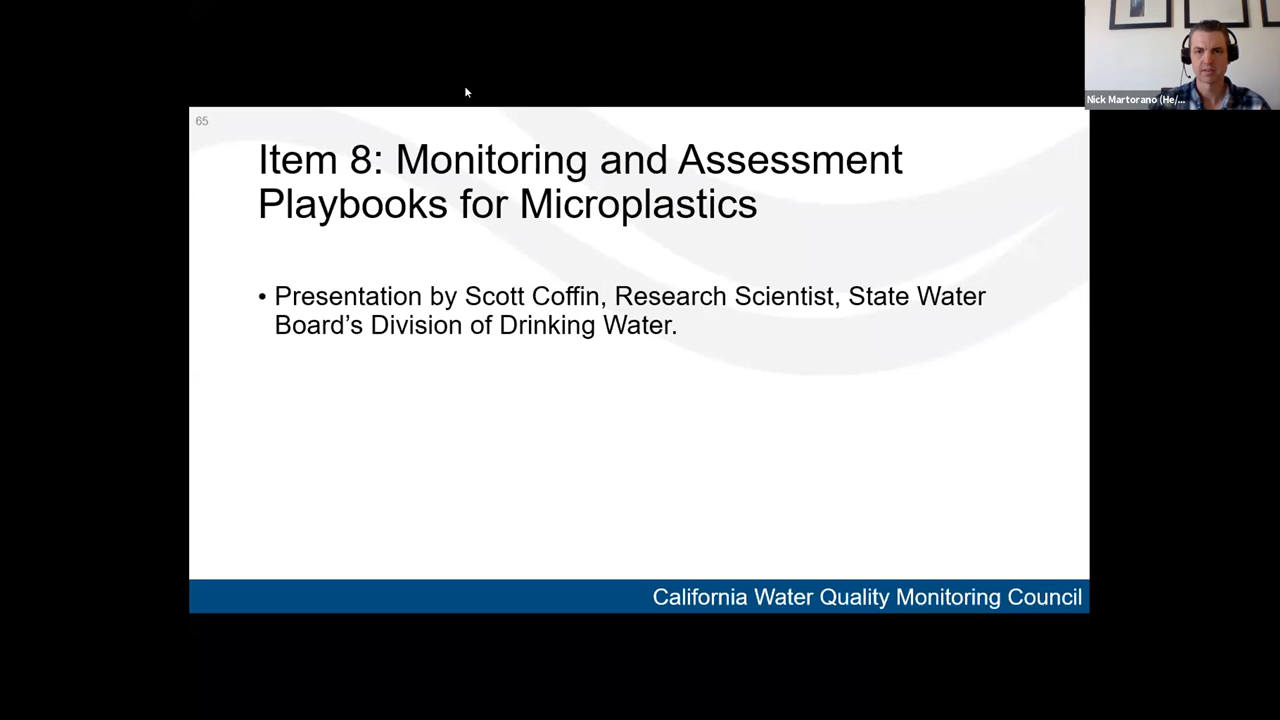 Nick Martorano (He/...
65
Item 8: Monitoring and Assessment
Playbooks for Microplastics
• Presentation by Scott Coffin, Research Scientist, State Water
Board’s Division of Drinking Water.
California Water Quality Monitoring Council